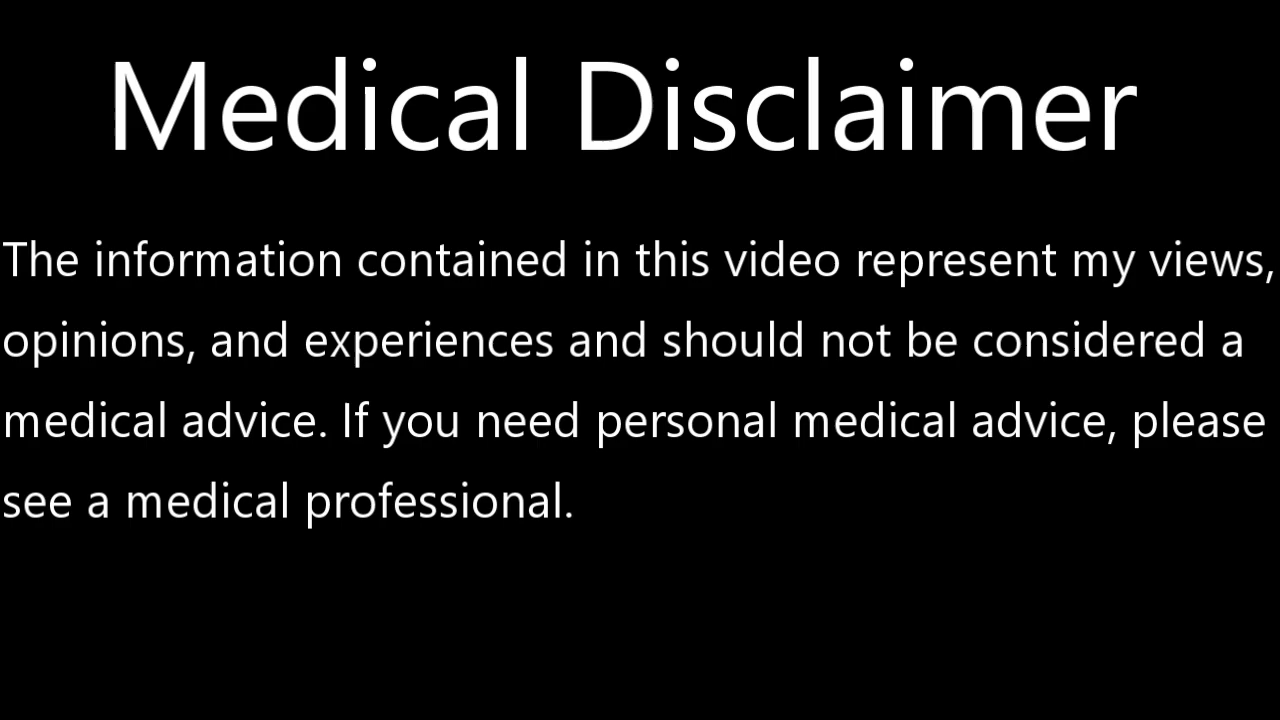 Medical Disclaimer
The information contained in this video represent my views,
opinions, and experiences and should not be considered a
medical advice. If you need personal medical advice, please
see a medical professional.